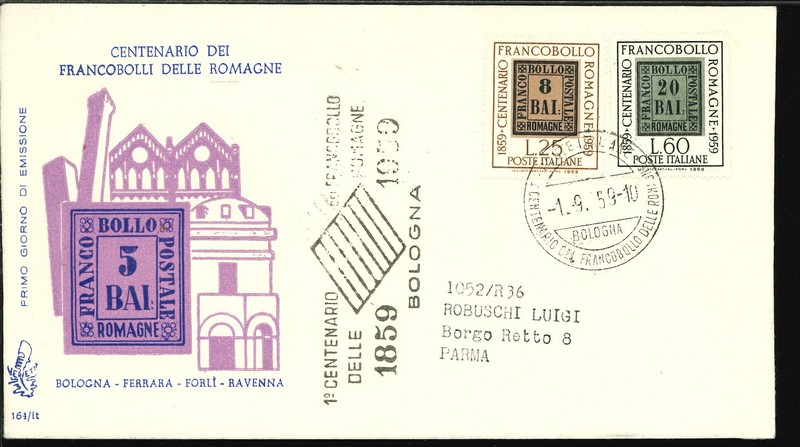 CENTENARIO DEI
FRANCOBOLLI DELLE ROMAGNE
PRIMO GIORNO DI EMISSIONE
FRANCO
BOLLO
POSTALE
5
BAI.
ROMAGNE
BOLOGNA - FERRARA - FORLÌ - RAVENNA
164/It
1º CENTENARIO
DELLE
FRANCOBOLLO
ROMAGNE
1859
1959
BOLOGNA
1859·CENTENARIO
FRANCOBOLLO
ROMAGNE·1959
FRANCO
BOLLO
POSTALE
8
BAI.
ROMAGNE
L.25
POSTE ITALIANE
1859·CENTENARIO
FRANCOBOLLO
ROMAGNE·1959
FRANCO
BOLLO
POSTALE
20
BAI.
ROMAGNE
L.60
POSTE ITALIANE
-1.9.59-10
BOLOGNA
CENTENARIO DEL FRANCOBOLLO DELLE
1052/R36
ROBUSCHI LUIGI
Borgo Retto 8
PARMA